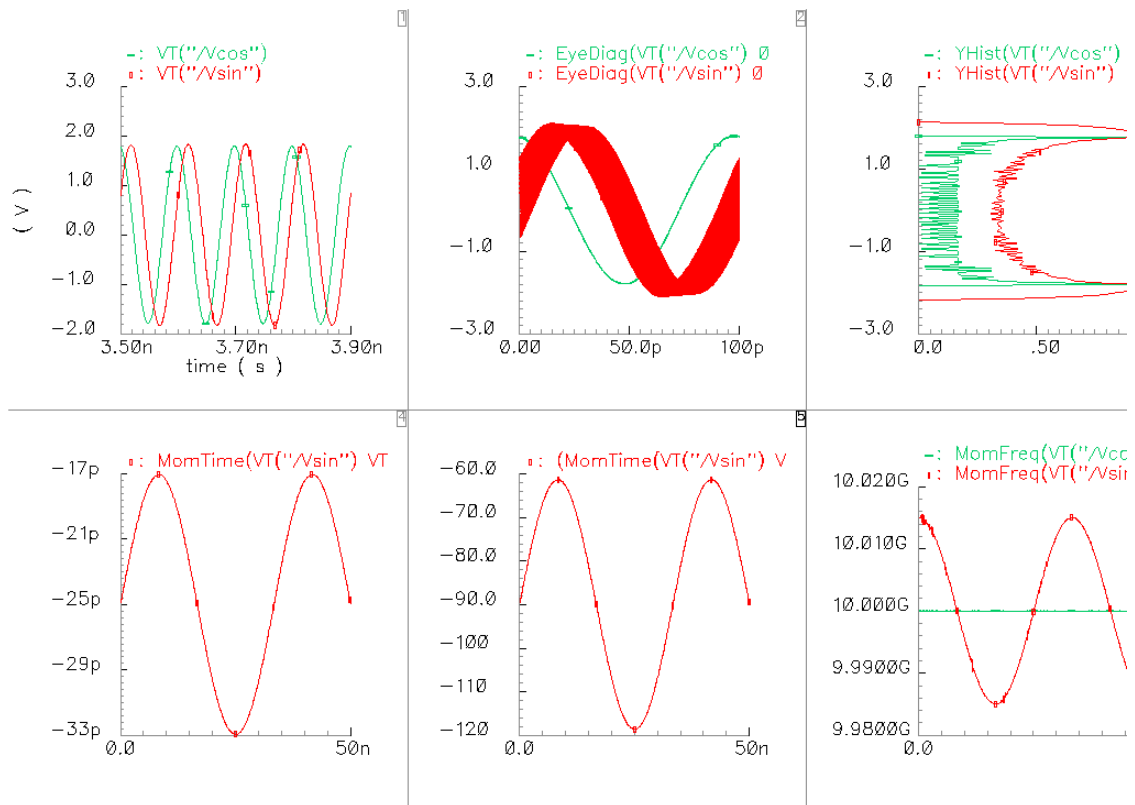 1
-: VT("/Vcos")
▯: VT("/Vsin")
3.0
2.0
1.0
0.0
-1.0
-2.0
( V )
3.50n 3.70n 3.90n
time ( s )
2
-: EyeDiag(VT("/Vcos") 0
▯: EyeDiag(VT("/Vsin") 0
3.0
1.0
-1.0
-3.0
0.00 50.0p 100p
-: YHist(VT("/Vcos")
▯: YHist(VT("/Vsin")
3.0
1.0
-1.0
-3.0
0.0 .50
4
▯: MomTime(VT("/Vsin") VT
-17p
-21p
-25p
-29p
-33p
0.0 50n
5
▯: (MomTime(VT("/Vsin") V
-60.0
-70.0
-80.0
-90.0
-100
-110
-120
0.0 50n
-: MomFreq(VT("/Vco
▯: MomFreq(VT("/Vsin
10.020G
10.010G
10.000G
9.9900G
9.9800G
0.0